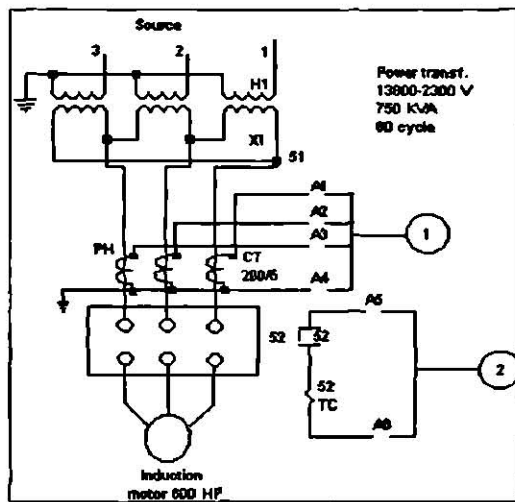 Source
3 2 1
H1
Power transf.
13800-2300 V
750 KVA
60 cycle
X1
51
A1
A2
PH
A3
CT
200/5
A4
1
A5
52
52
52
TC
2
A6
Induction
motor 600 HP